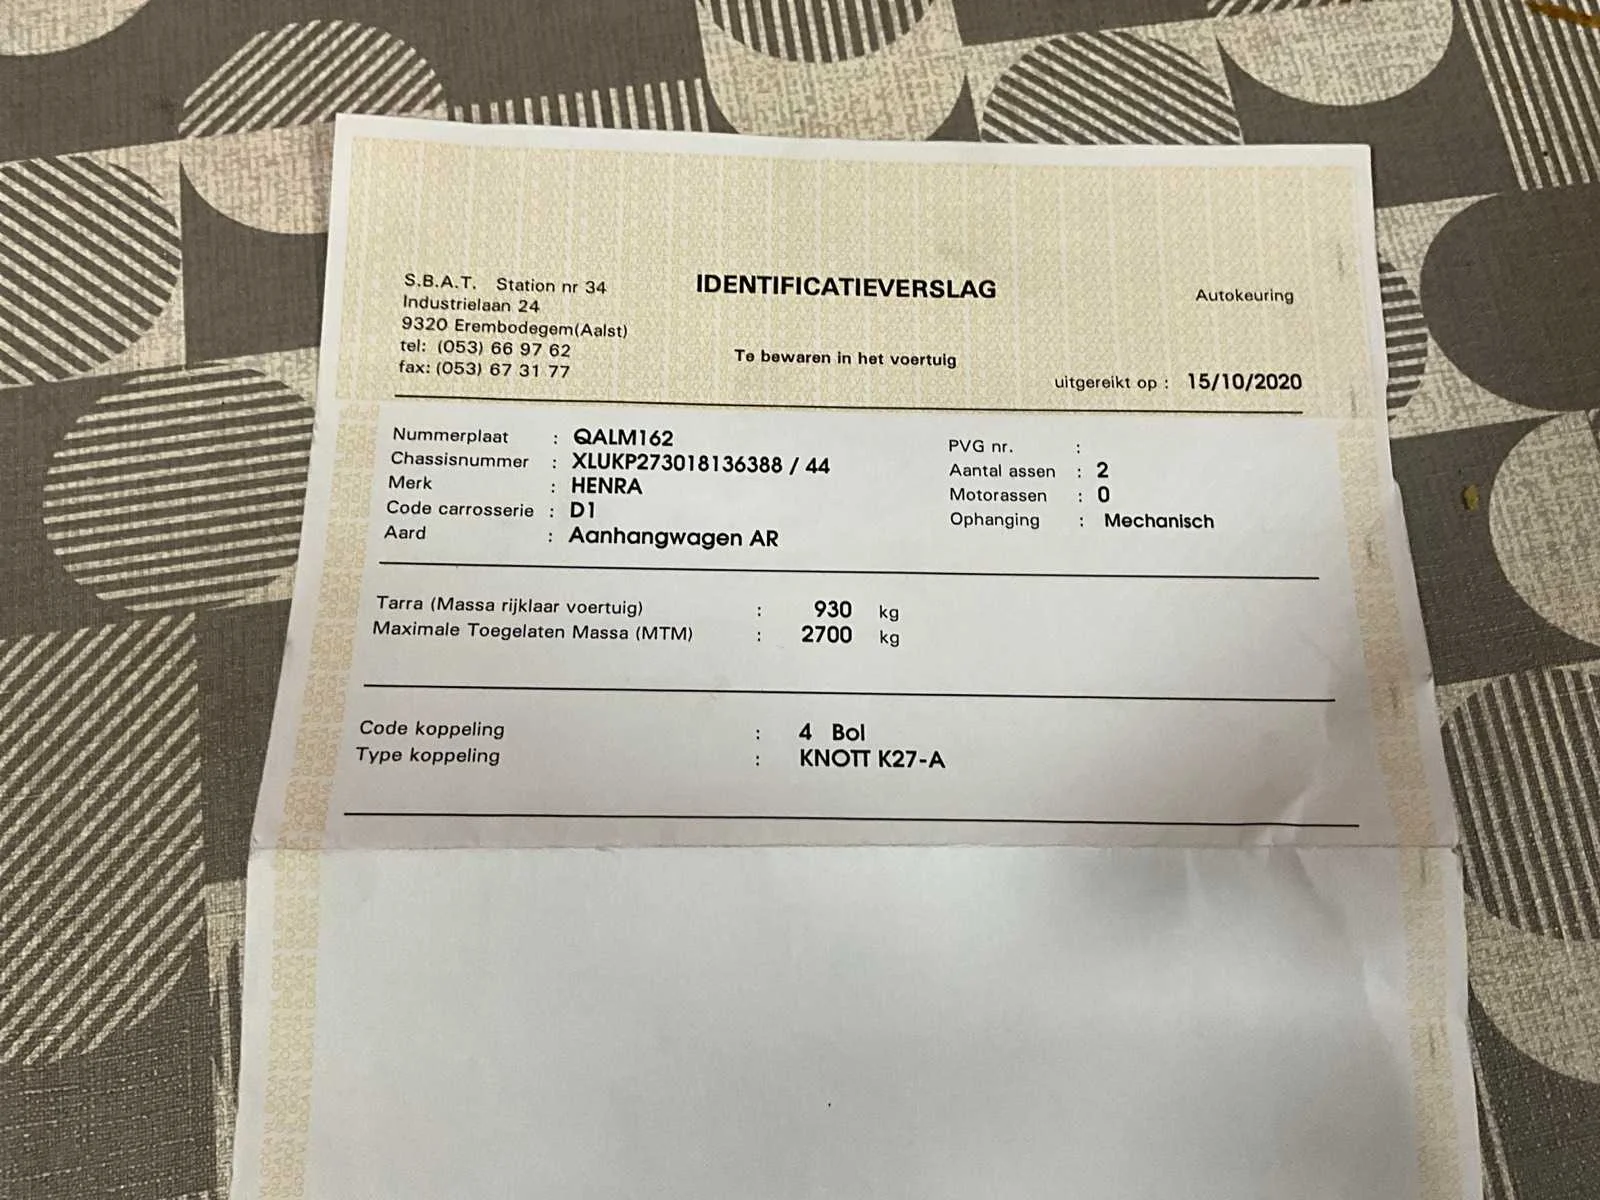 S.B.A.T. Station nr 34
Industrielaan 24
9320 Erembodegem(Aalst)
tel: (053) 66 97 62
fax: (053) 67 31 77
IDENTIFICATIEVERSLAG
Te bewaren in het voertuig
Autokeuring
uitgereikt op : 15/10/2020
Nummerplaat : QALM162
Chassisnummer : XLUKP273018136388 / 44
Merk : HENRA
Code carrosserie : D1
Aard : Aanhangwagen AR
PVG nr. :
Aantal assen : 2
Motorassen : 0
Ophanging : Mechanisch
Tarra (Massa rijklaar voertuig) : 930 kg
Maximale Toegelaten Massa (MTM) : 2700 kg
Code koppeling : 4 Bol
Type koppeling : KNOTT K27-A